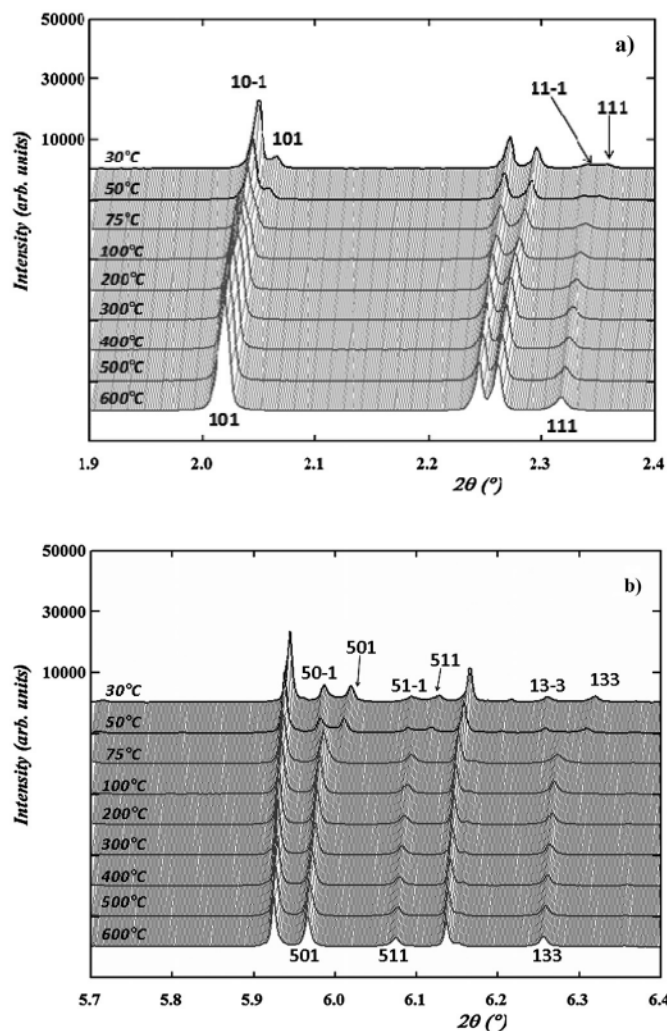 50000
a)
10-1
11-1
111
30000
101
10000
30°C
50°C
75°C
100°C
200°C
300°C
400°C
500°C
600°C
101
111
Intensity (arb. units)
1.9 2.0 2.1 2.2 2.3 2.4
2θ (°)
50000
b)
30000
501
50-1
511
51-1
13-3
133
10000
30°C
50°C
75°C
100°C
200°C
300°C
400°C
500°C
600°C
501
511
133
Intensity (arb. units)
5.7 5.8 5.9 6.0 6.1 6.2 6.3 6.4
2θ (°)